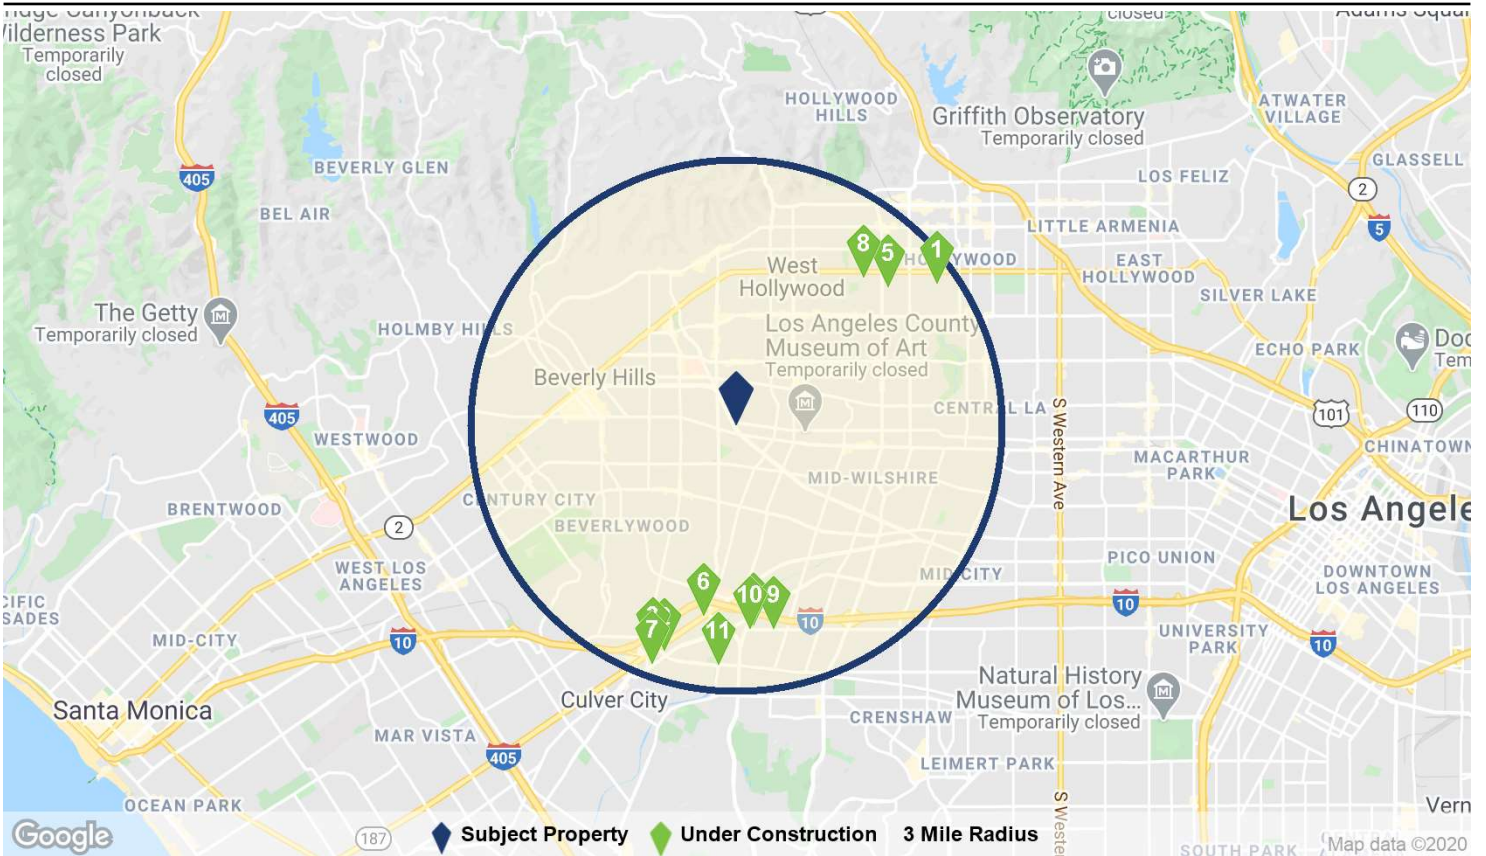 Wilderness Park
Temporarily
closed
closed
HOLLYWOOD
HILLS
Griffith Observatory
Temporarily closed
ATWATER
VILLAGE
GLASSELL
405
BEVERLY GLEN
LOS FELIZ
2
BEL AIR
LITTLE ARMENIA
5
8
5
1
HOLLYWOOD
EAST
HOLLYWOOD
West
Hollywood
SILVER LAKE
The Getty
Temporarily closed
HOLMBY HILLS
Los Angeles County
Museum of Art
Temporarily closed
ECHO PARK
Beverly Hills
405
CENTRAL LA
101
110
WESTWOOD
S Western Ave
CHINATOWN
MACARTHUR
PARK
MID-WILSHIRE
BRENTWOOD
CENTURY CITY
BEVERLYWOOD
2
Los Angele
WEST LOS
ANGELES
PICO UNION
MID-CITY
DOWNTOWN
LOS ANGELES
6
10
9
7
11
10
10
10
10
MID-CITY
UNIVERSITY
PARK
Natural History
Museum of Los...
Temporarily closed
Santa Monica
Culver City
CRENSHAW
MAR VISTA
405
LEIMERT PARK
OCEAN PARK
S Wester
Vern
Google
187
Subject Property
Under Construction
3 Mile Radius
SOUTH PARK
Map data ©2020